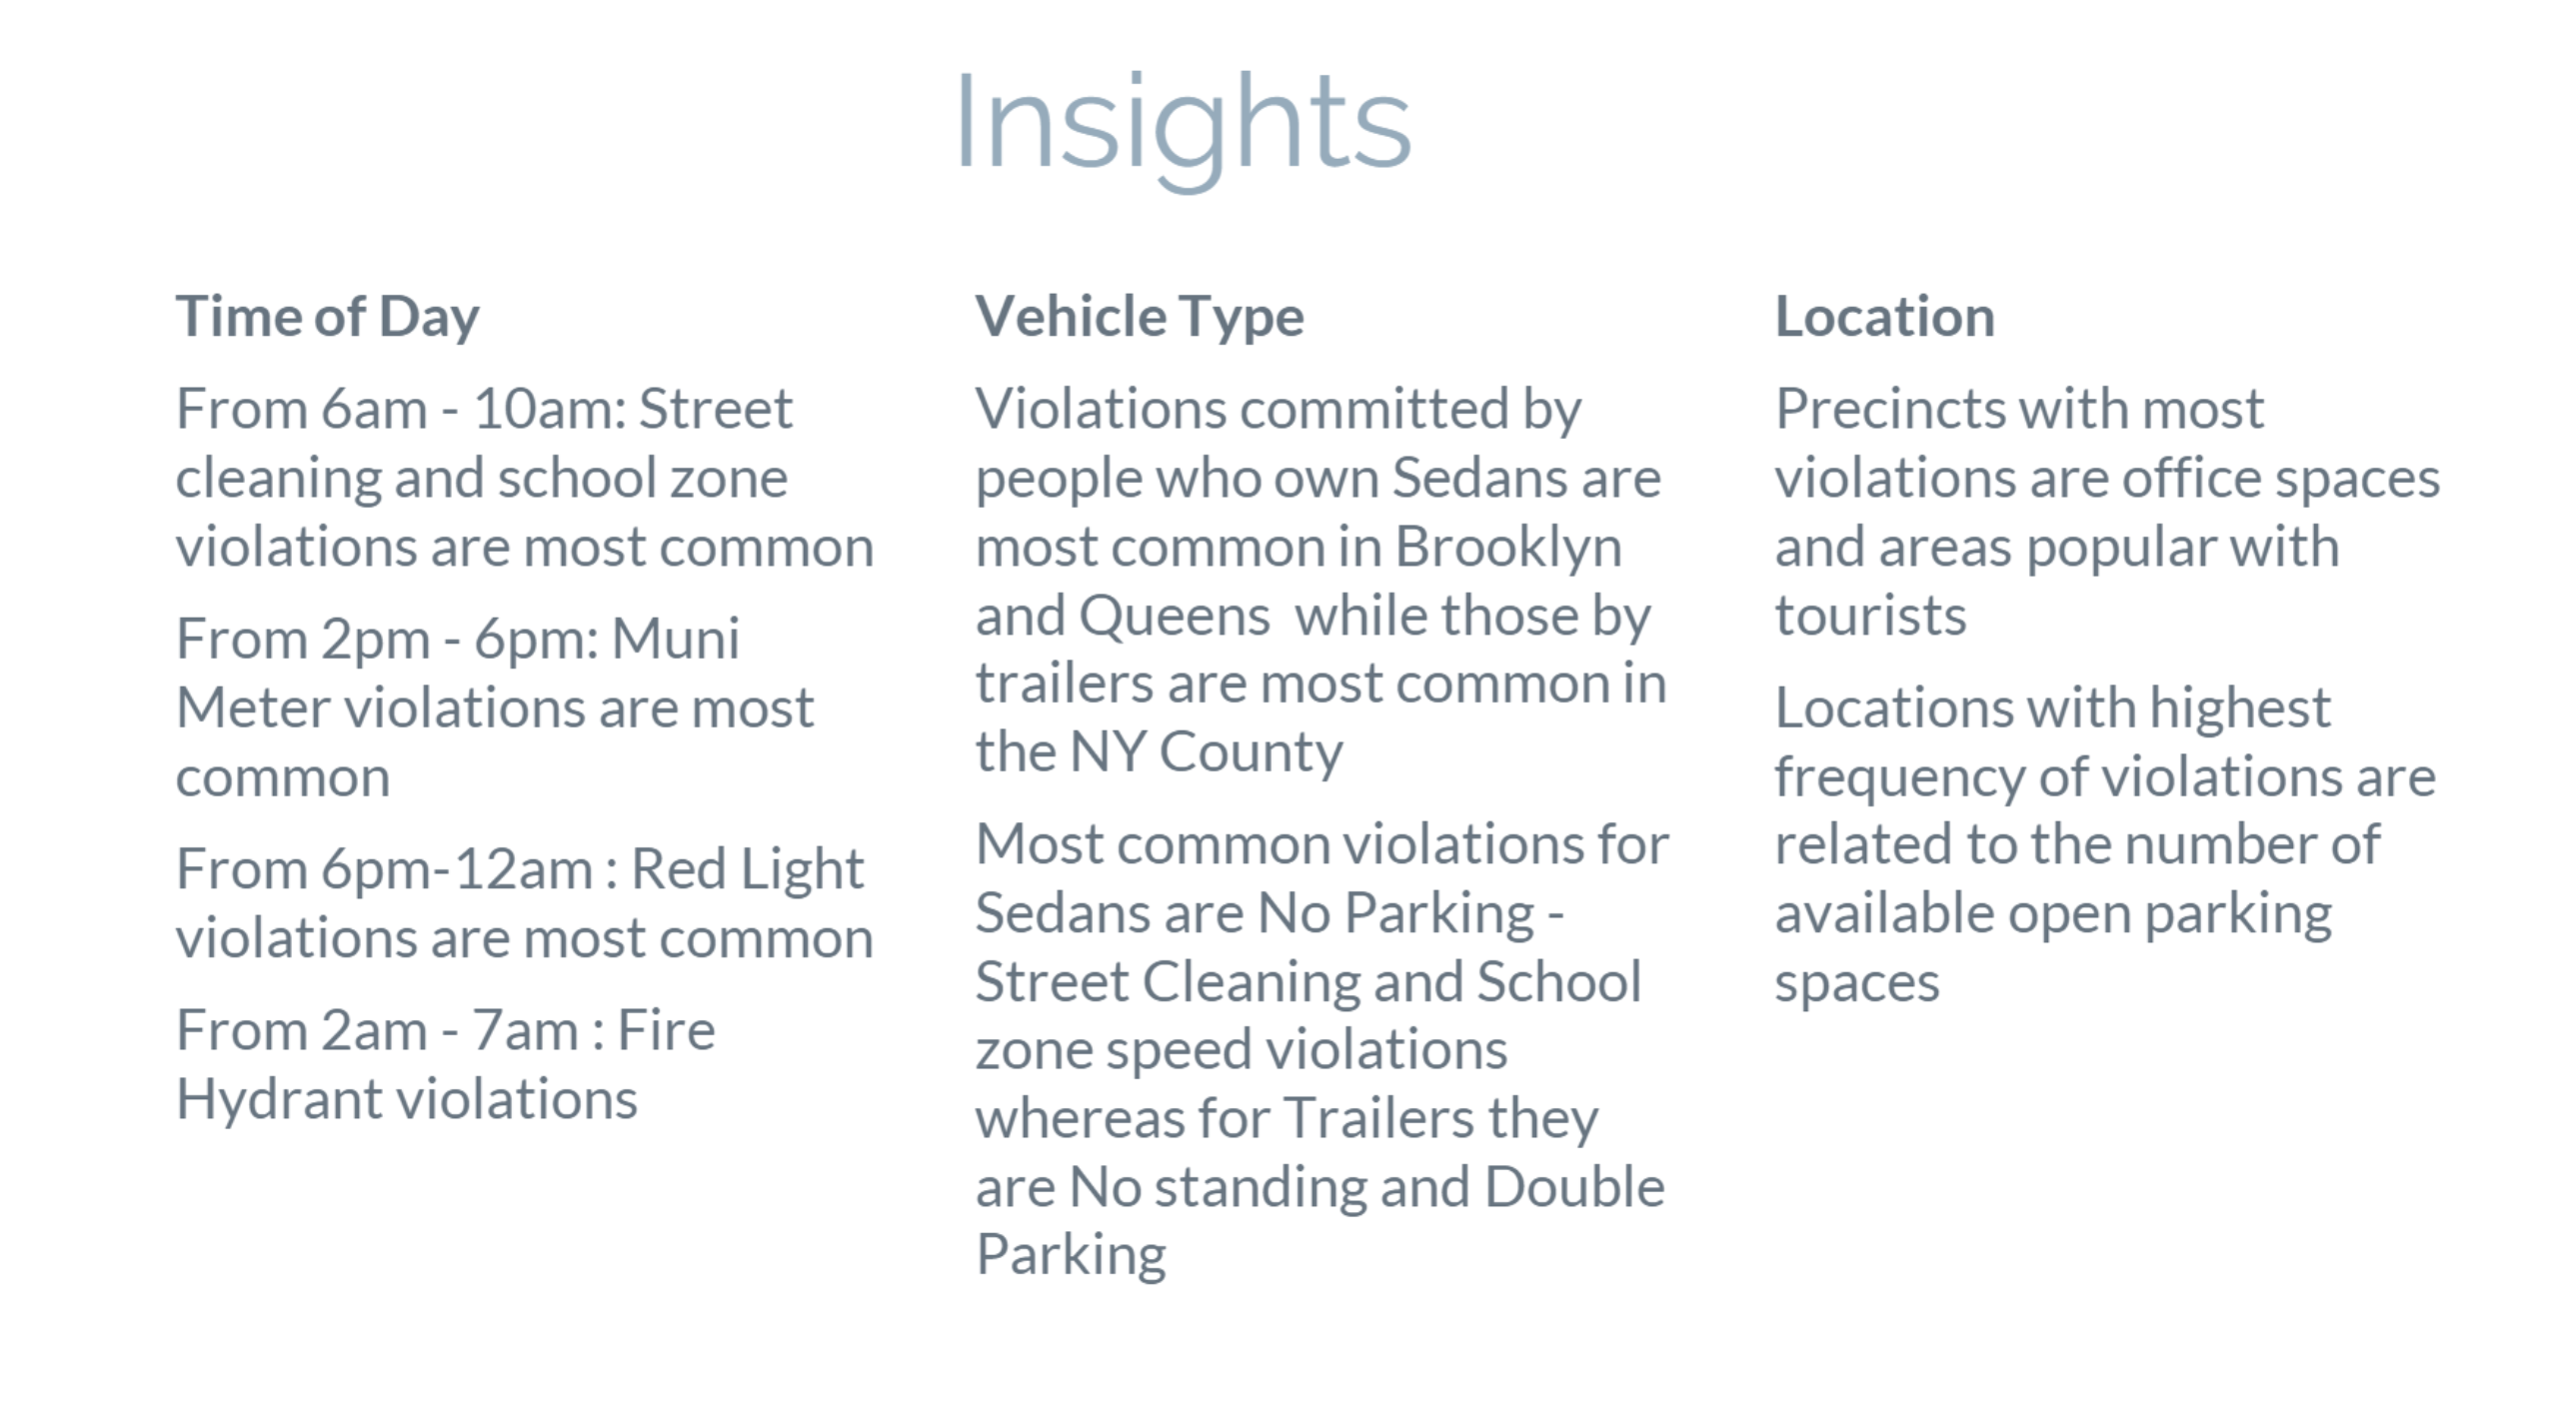 Insights
Time of Day
From 6am - 10am: Street
cleaning and school zone
violations are most common
From 2pm - 6pm: Muni
Meter violations are most
common
From 6pm-12am : Red Light
violations are most common
From 2am - 7am : Fire
Hydrant violations
Vehicle Type
Violations committed by
people who own Sedans are
most common in Brooklyn
and Queens  while those by
trailers are most common in
the NY County
Most common violations for
Sedans are No Parking -
Street Cleaning and School
zone speed violations
whereas for Trailers they
are No standing and Double
Parking
Location
Precincts with most
violations are office spaces
and areas popular with
tourists
Locations with highest
frequency of violations are
related to the number of
available open parking
spaces